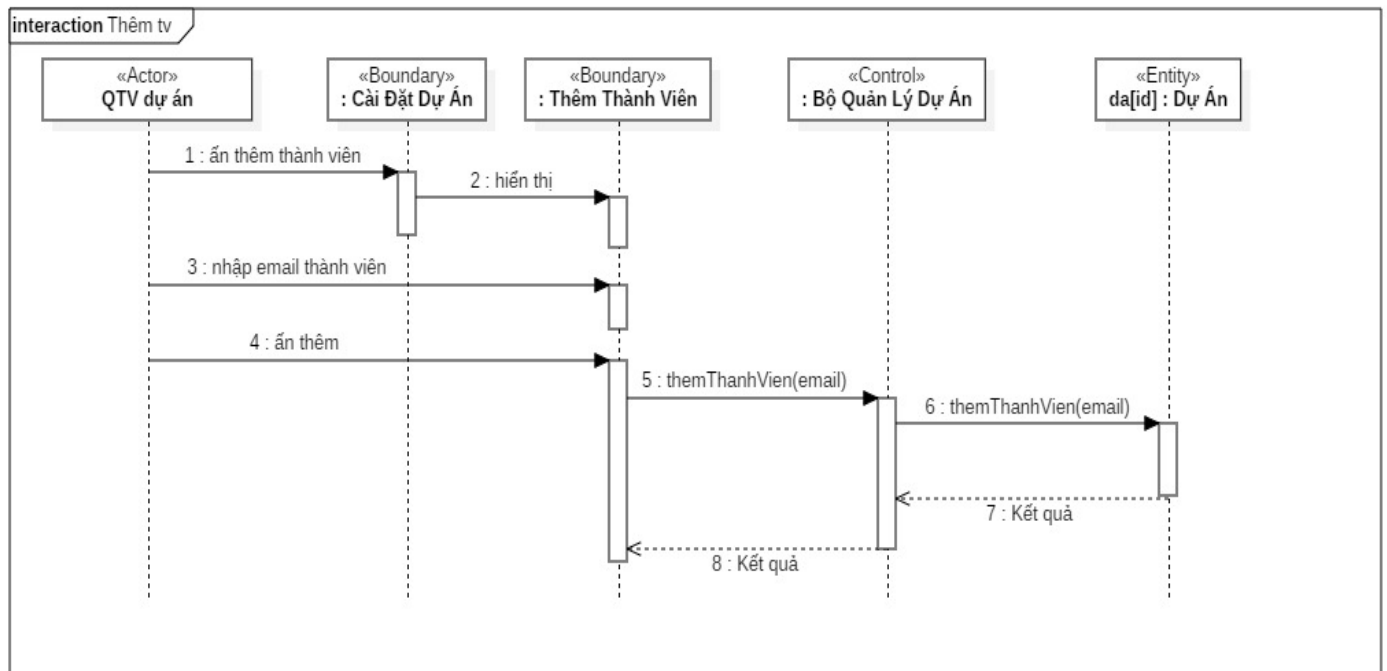 interaction Thêm tv
«Actor»
QTV dự án
«Boundary»
: Cài Đặt Dự Án
«Boundary»
: Thêm Thành Viên
«Control»
: Bộ Quản Lý Dự Án
«Entity»
da[id] : Dự Án
1 : ấn thêm thành viên
2 : hiển thị
3 : nhập email thành viên
4 : ấn thêm
5 : themThanhVien(email)
6 : themThanhVien(email)
7 : Kết quả
8 : Kết quả